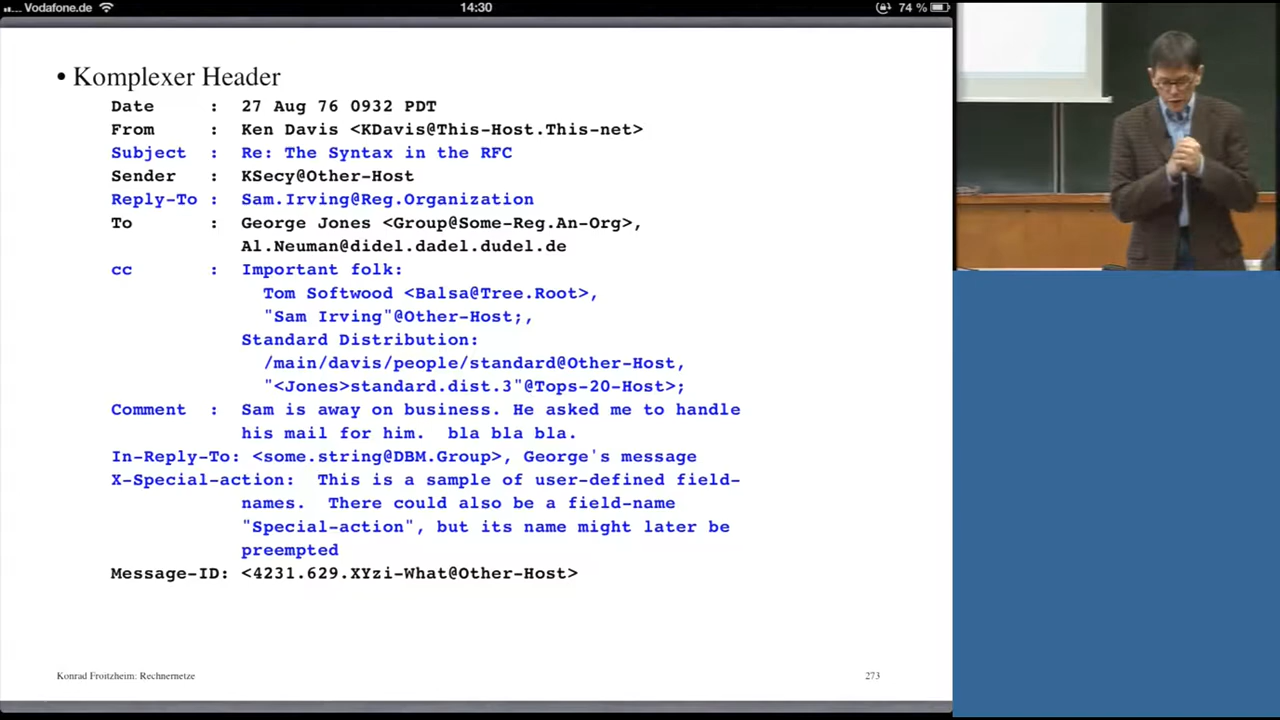 Vodafone.de
14:30
74 %
• Komplexer Header
Date : 27 Aug 76 0932 PDT
From : Ken Davis <KDavis@This-Host.This-net>
Subject : Re: The Syntax in the RFC
Sender : KSecy@Other-Host
Reply-To : Sam.Irving@Reg.Organization
To : George Jones <Group@Some-Reg.An-Org>,
Al.Neuman@didel.dadel.dudel.de
cc : Important folk:
Tom Softwood <Balsa@Tree.Root>,
"Sam Irving"@Other-Host;,
Standard Distribution:
/main/davis/people/standard@Other-Host,
"<Jones>standard.dist.3"@Tops-20-Host>;
Comment : Sam is away on business. He asked me to handle
his mail for him. bla bla bla.
In-Reply-To: <some.string@DBM.Group>, George's message
X-Special-action: This is a sample of user-defined field-
names. There could also be a field-name
"Special-action", but its name might later be
preempted
Message-ID: <4231.629.XYzi-What@Other-Host>
Konrad Froitzheim: Rechnernetze
273